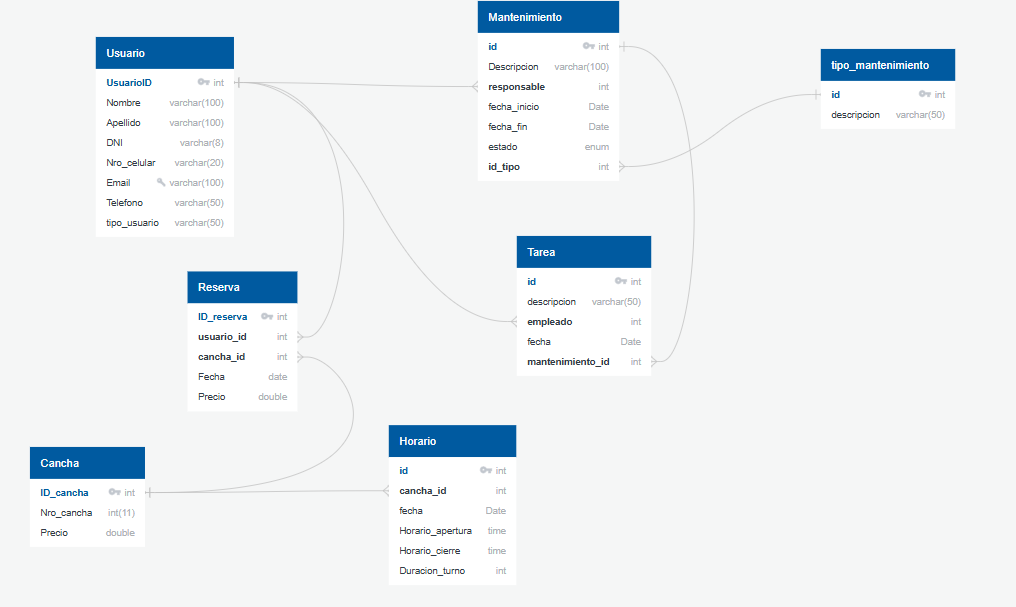 Usuario
UsuarioID int
Nombre varchar(100)
Apellido varchar(100)
DNI varchar(8)
Nro_celular varchar(20)
Email varchar(100)
Telefono varchar(50)
tipo_usuario varchar(50)
Mantenimiento
id int
Descripcion varchar(100)
responsable int
fecha_inicio Date
fecha_fin Date
estado enum
id_tipo int
tipo_mantenimiento
id int
descripcion varchar(50)
Tarea
id int
descripcion varchar(50)
empleado int
fecha Date
mantenimiento_id int
Reserva
ID_reserva int
usuario_id int
cancha_id int
Fecha date
Precio double
Cancha
ID_cancha int
Nro_cancha int(11)
Precio double
Horario
id int
cancha_id int
fecha Date
Horario_apertura time
Horario_cierre time
Duracion_turno int